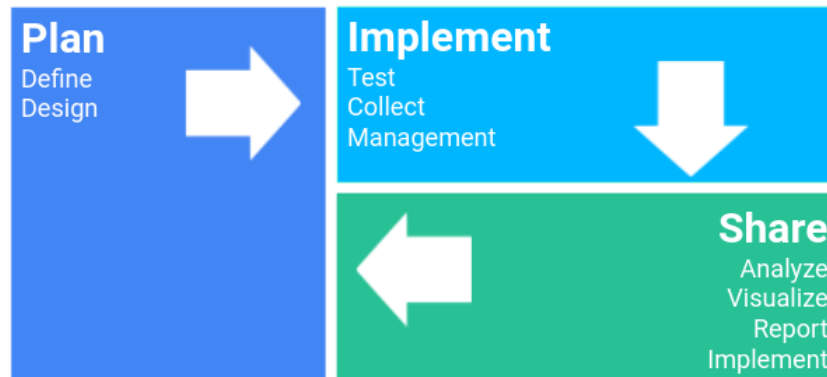 Plan
Define
Design
Implement
Test
Collect
Management
Share
Analyze
Visualize
Report
Implement